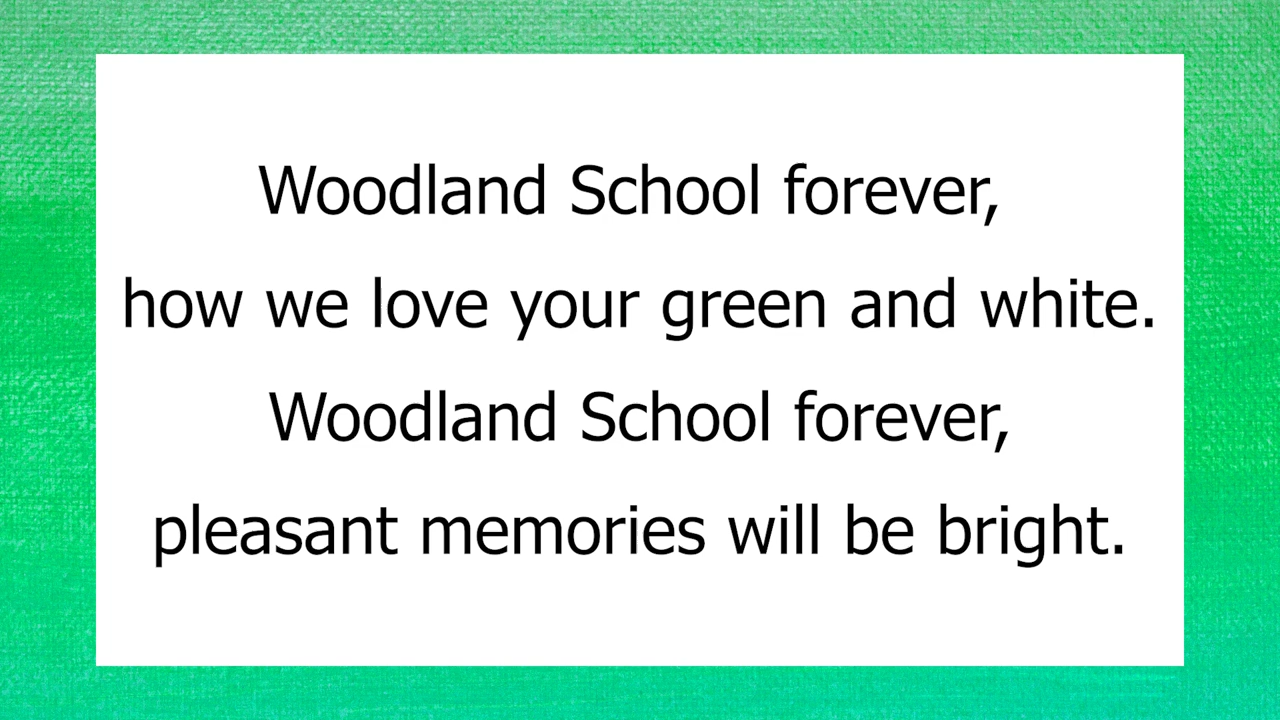 Woodland School forever,
how we love your green and white.
Woodland School forever,
pleasant memories will be bright.